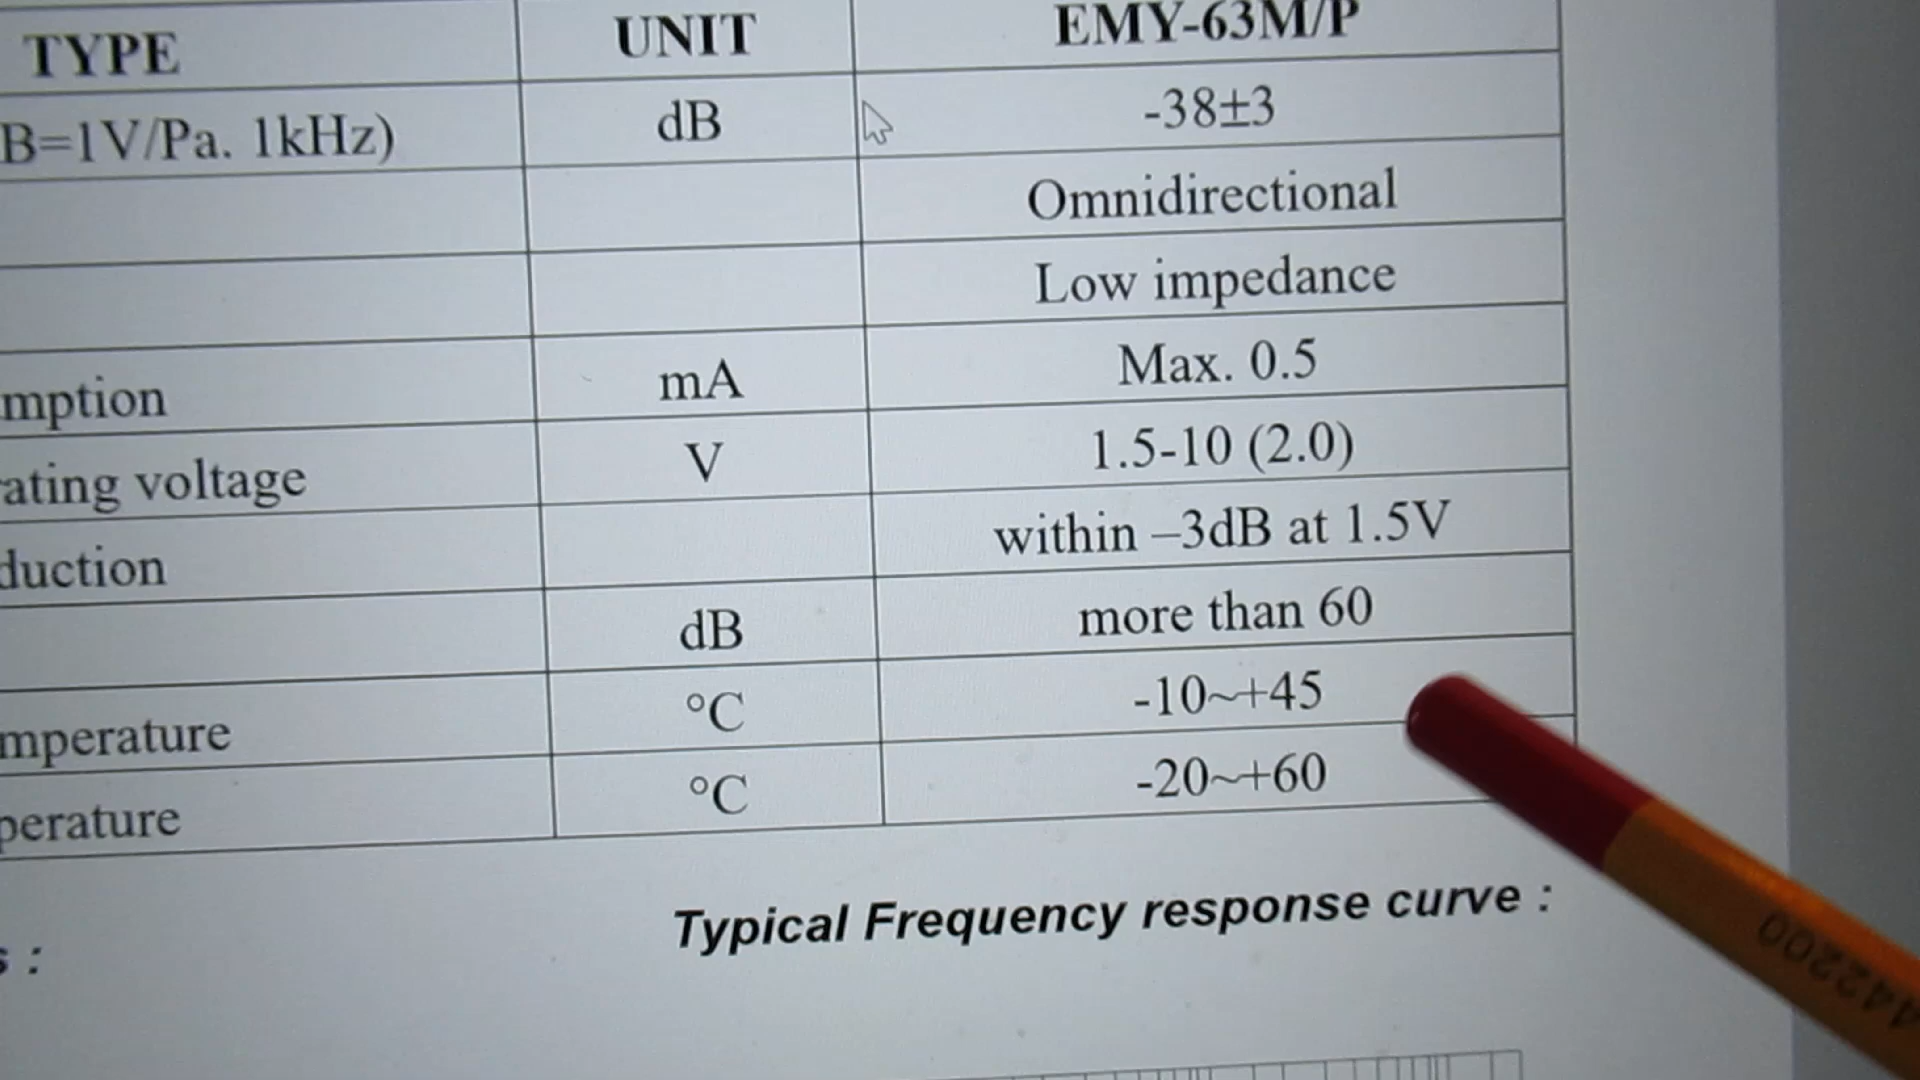 TYPE UNIT EMY-63M/P
B=1V/Pa. 1kHz) dB -38±3
Omnidirectional
Low impedance
mption mA Max. 0.5
ating voltage V 1.5-10 (2.0)
duction within –3dB at 1.5V
dB more than 60
mperature °C -10~+45
perature °C -20~+60
s : Typical Frequency response curve :
442200